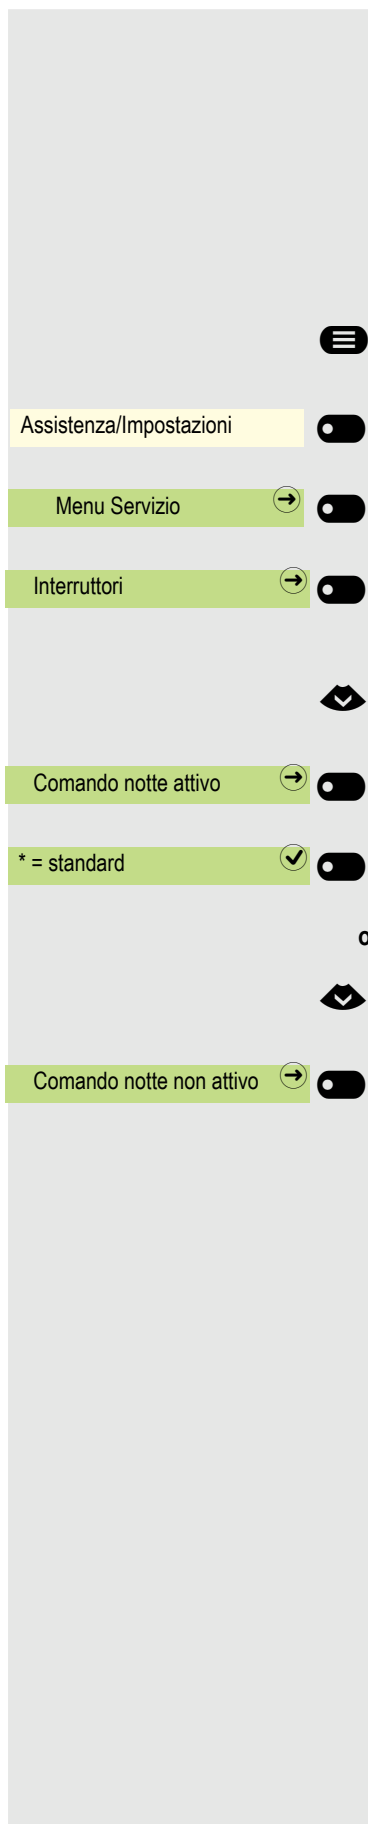 Assistenza/Impostazioni
Menu Servizio
Interruttori
Comando notte attivo
* = standard
o
Comando notte non attivo